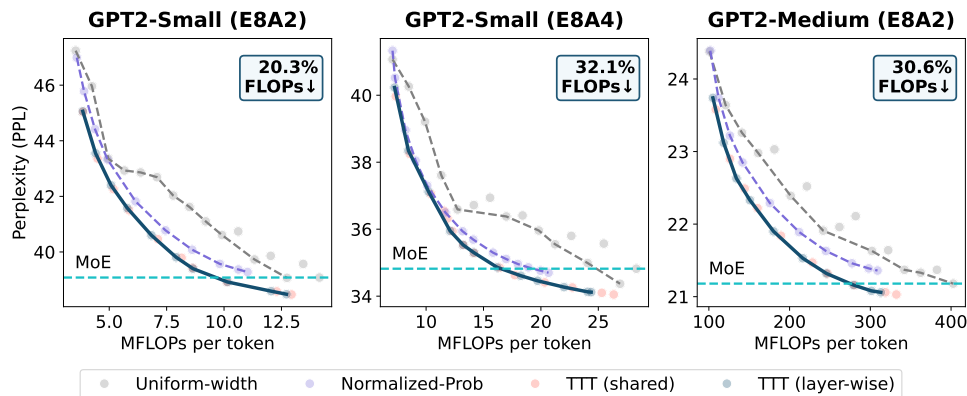 GPT2-Small (E8A2)
GPT2-Small (E8A4)
GPT2-Medium (E8A2)
Perplexity (PPL)
46
44
42
40
20.3%
FLOPs↓
MoE
5.0 7.5 10.0 12.5
MFLOPs per token
40
38
36
34
32.1%
FLOPs↓
MoE
10 15 20 25
MFLOPs per token
24
23
22
21
30.6%
FLOPs↓
MoE
100 200 300 400
MFLOPs per token
Uniform-width Normalized-Prob TTT (shared) TTT (layer-wise)